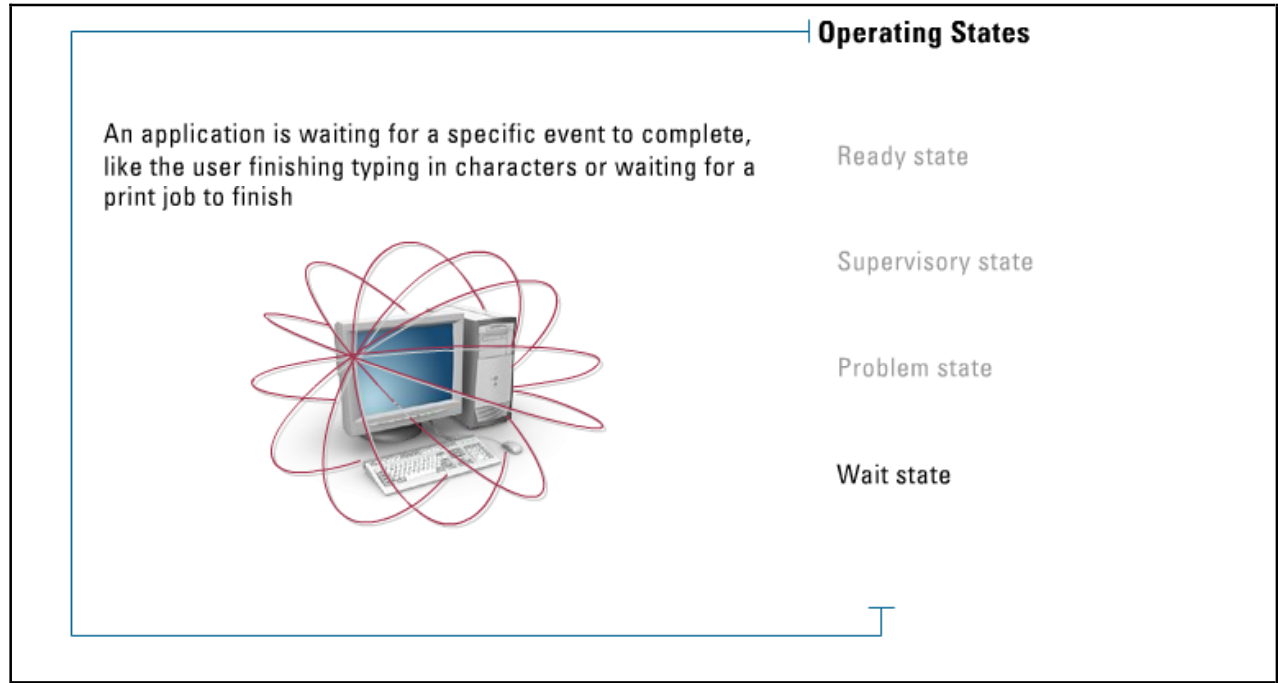 Operating States
An application is waiting for a specific event to complete,
like the user finishing typing in characters or waiting for a
print job to finish
Ready state
Supervisory state
Problem state
Wait state